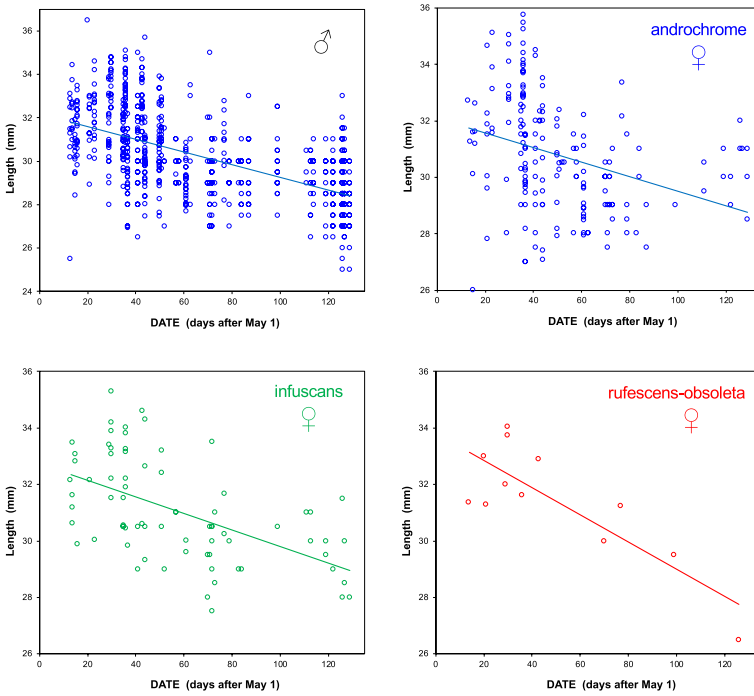 36
34
32
30
28
26
24
Length (mm)
0 20 40 60 80 100 120
DATE (days after May 1)
♂
36
34
32
30
28
26
Length (mm)
0 20 40 60 80 100 120
DATE (days after May 1)
androchrome
♀
36
34
32
30
28
26
Length (mm)
0 20 40 60 80 100 120
DATE (days after May 1)
infuscans
♀
36
34
32
30
28
26
Length (mm)
0 20 40 60 80 100 120
DATE (days after May 1)
rufescens-obsoleta
♀